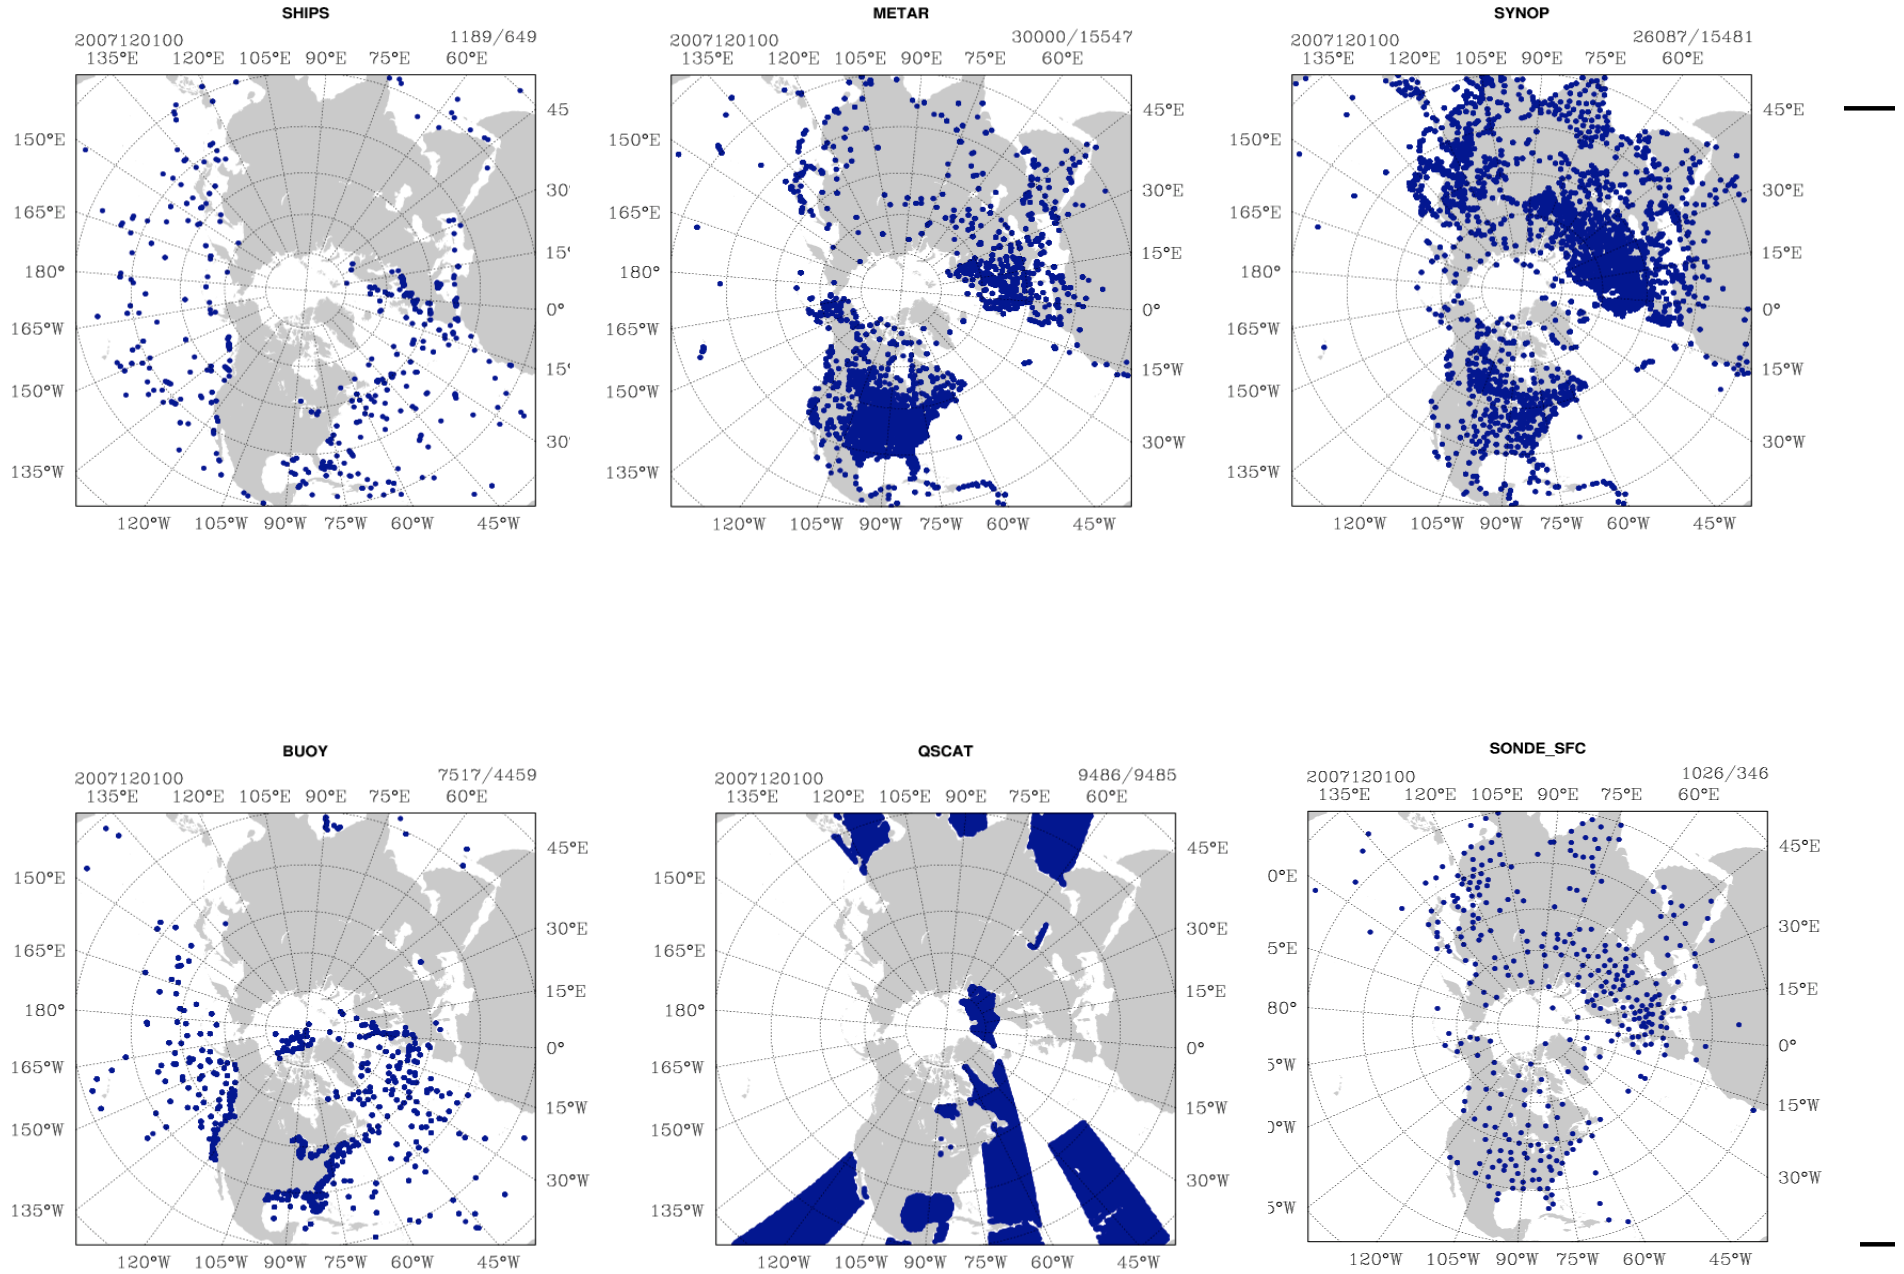 SHIPS
METAR
SYNOP
2007120100 1189/649
2007120100 30000/15547
2007120100 26087/15481
135°E 120°E 105°E 90°E 75°E 60°E
135°E 120°E 105°E 90°E 75°E 60°E
135°E 120°E 105°E 90°E 75°E 60°E
45
150°E
30'
165°E
15'
180°
0°
165°W
15'
150°W
30'
135°W
120°W 105°W 90°W 75°W 60°W 45°W
45°E
150°E
30°E
165°E
15°E
180°
0°
165°W
15°W
150°W
30°W
135°W
120°W 105°W 90°W 75°W 60°W 45°W
45°E
150°E
30°E
165°E
15°E
180°
0°
165°W
15°W
150°W
30°W
135°W
120°W 105°W 90°W 75°W 60°W 45°W
BUOY
QSCAT
SONDE_SFC
2007120100 7517/4459
2007120100 9486/9485
2007120100 1026/346
135°E 120°E 105°E 90°E 75°E 60°E
135°E 120°E 105°E 90°E 75°E 60°E
135°E 120°E 105°E 90°E 75°E 60°E
45°E
150°E
30°E
165°E
15°E
180°
0°
165°W
15°W
150°W
30°W
135°W
120°W 105°W 90°W 75°W 60°W 45°W
45°E
150°E
30°E
165°E
15°E
180°
0°
165°W
15°W
150°W
30°W
135°W
120°W 105°W 90°W 75°W 60°W 45°W
45°E
0°E
30°E
5°E
15°E
80°
0°
5°W
15°W
0°W
30°W
5°W
120°W 105°W 90°W 75°W 60°W 45°W